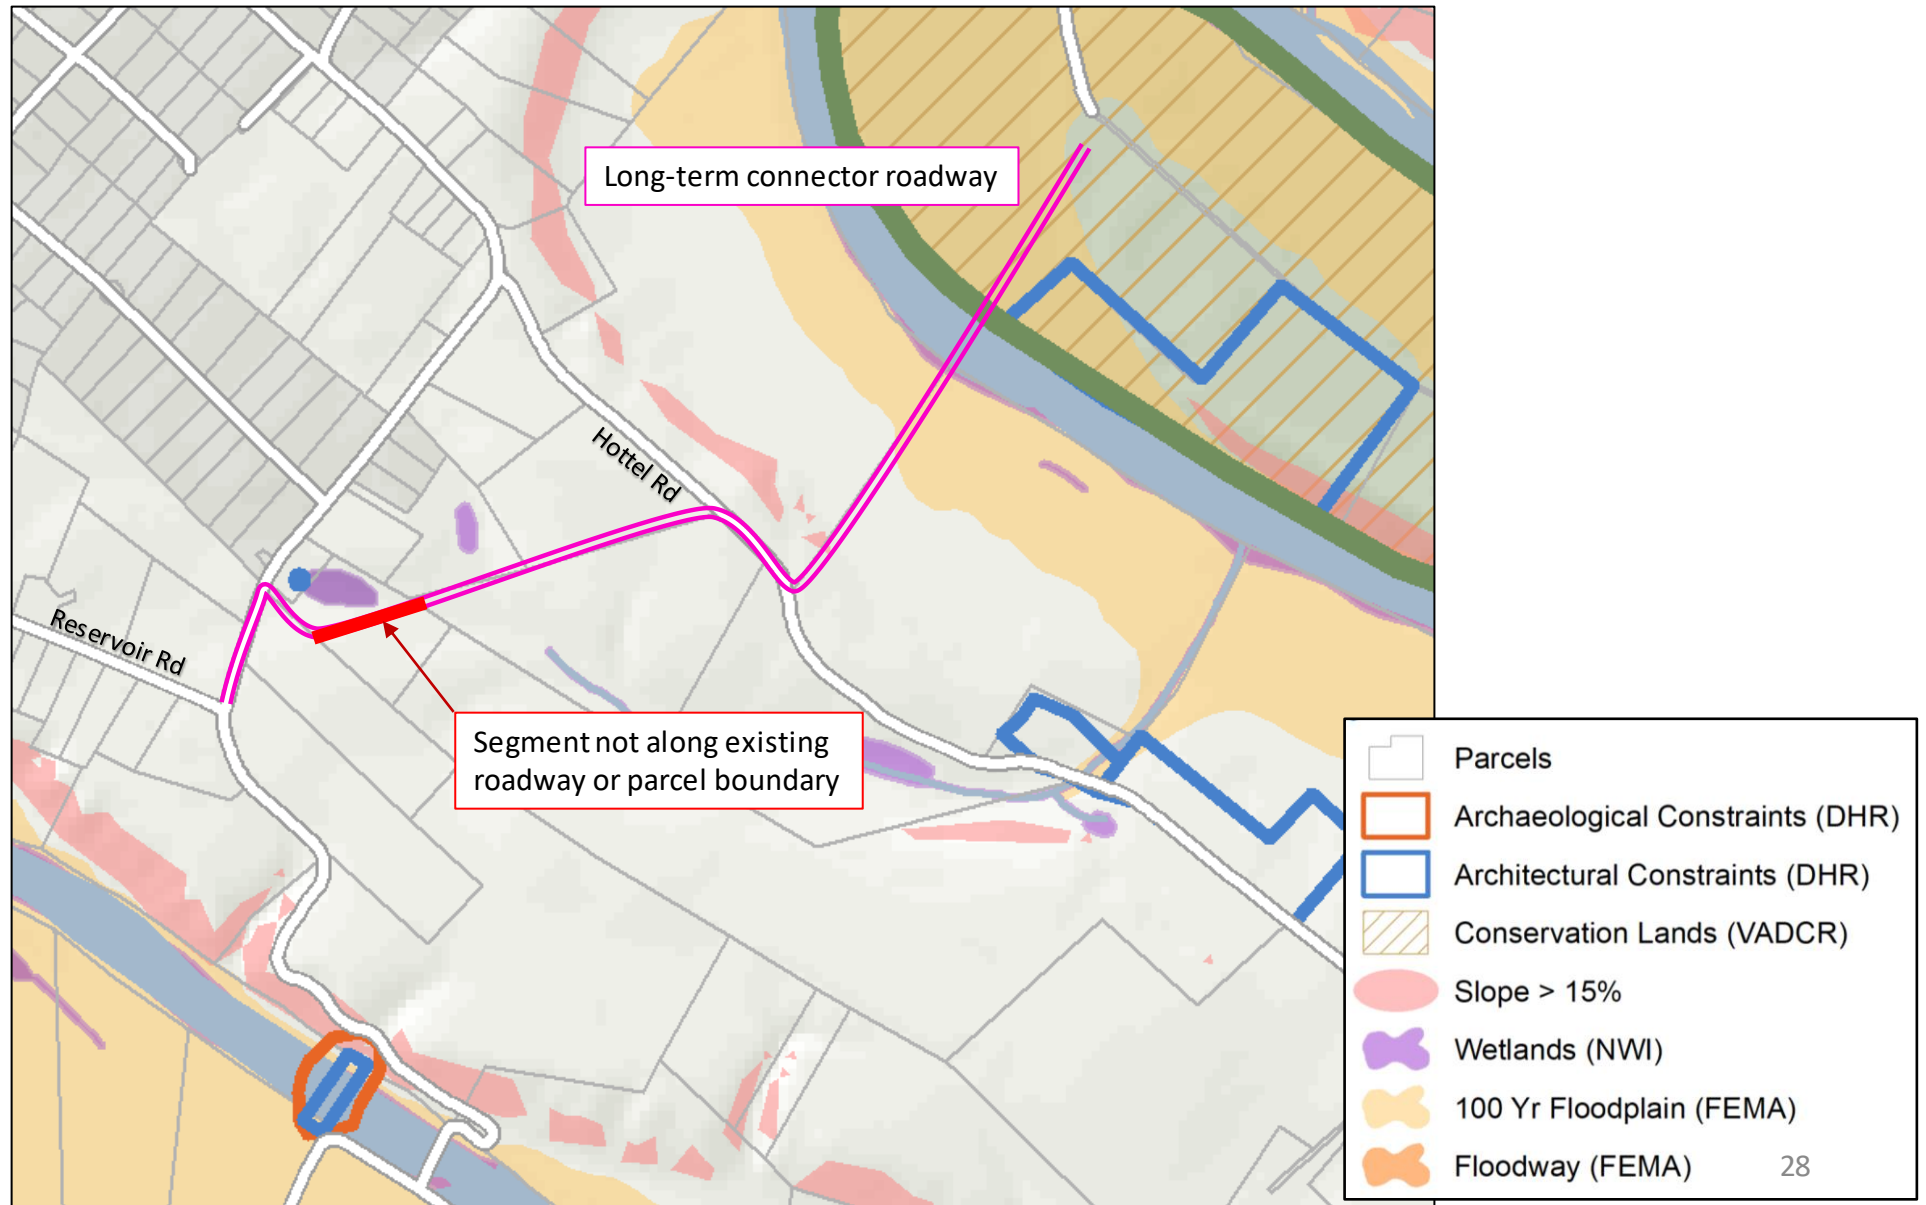 Long-term connector roadway
Hottel Rd
Reservoir Rd
Segment not along existing
roadway or parcel boundary
Parcels
Archaeological Constraints (DHR)
Architectural Constraints (DHR)
Conservation Lands (VADCR)
Slope > 15%
Wetlands (NWI)
100 Yr Floodplain (FEMA)
Floodway (FEMA)
28